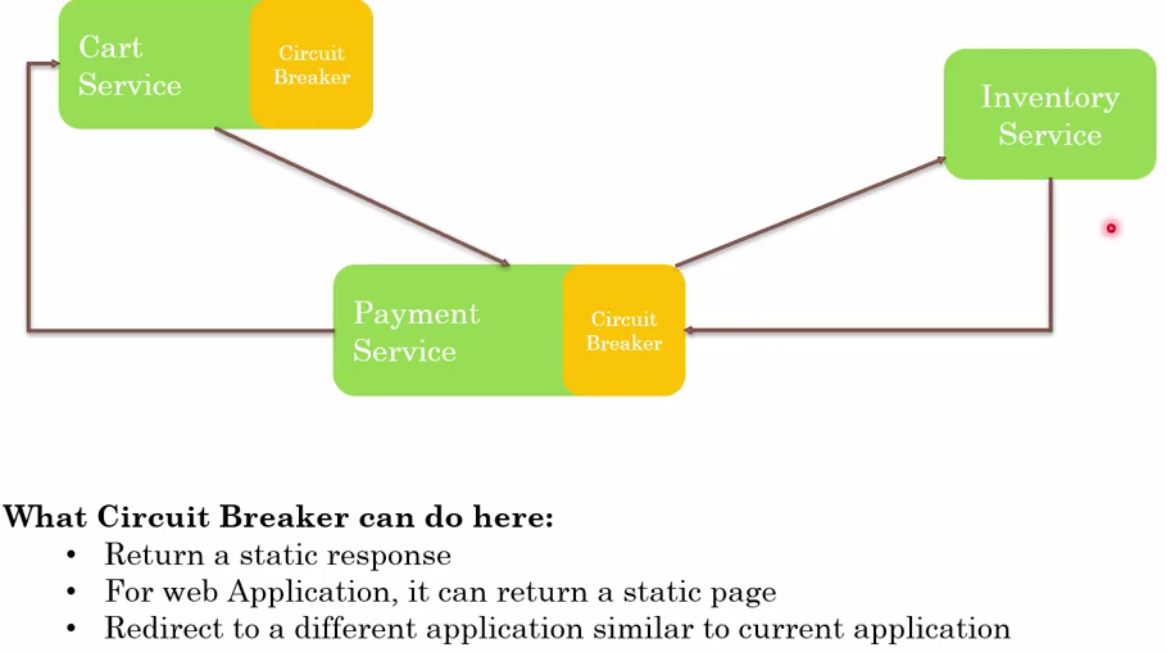 Cart
Service
Circuit
Breaker
Inventory
Service
Payment
Service
Circuit
Breaker
What Circuit Breaker can do here:
• Return a static response
• For web Application, it can return a static page
• Redirect to a different application similar to current application